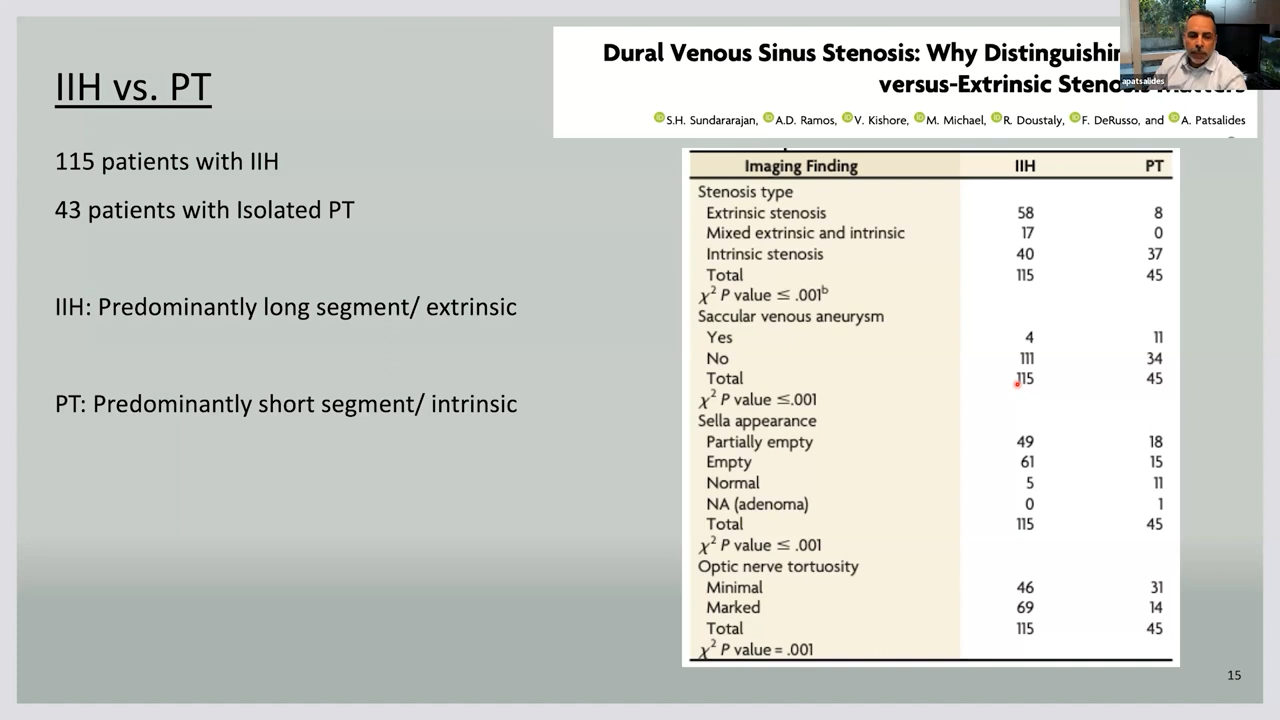 IIH vs. PT
115 patients with IIH
43 patients with Isolated PT
IIH: Predominantly long segment/ extrinsic
PT: Predominantly short segment/ intrinsic
Dural Venous Sinus Stenosis: Why
versus-Extrinsic
S.H. Sundararajan, A.D. Ramos, V. Kishore, M. Michael, R. Doustaly, F. DeRusso, and A. Patsalides
apatsalides
Imaging Finding IIH PT
Stenosis type
Extrinsic stenosis 58 8
Mixed extrinsic and intrinsic 17 0
Intrinsic stenosis 40 37
Total 115 45
χ² P value ≤ .001ᵇ
Saccular venous aneurysm
Yes 4 11
No 111 34
Total 115 45
χ² P value ≤.001
Sella appearance
Partially empty 49 18
Empty 61 15
Normal 5 11
NA (adenoma) 0 1
Total 115 45
χ² P value ≤ .001
Optic nerve tortuosity
Minimal 46 31
Marked 69 14
Total 115 45
χ² P value = .001
15